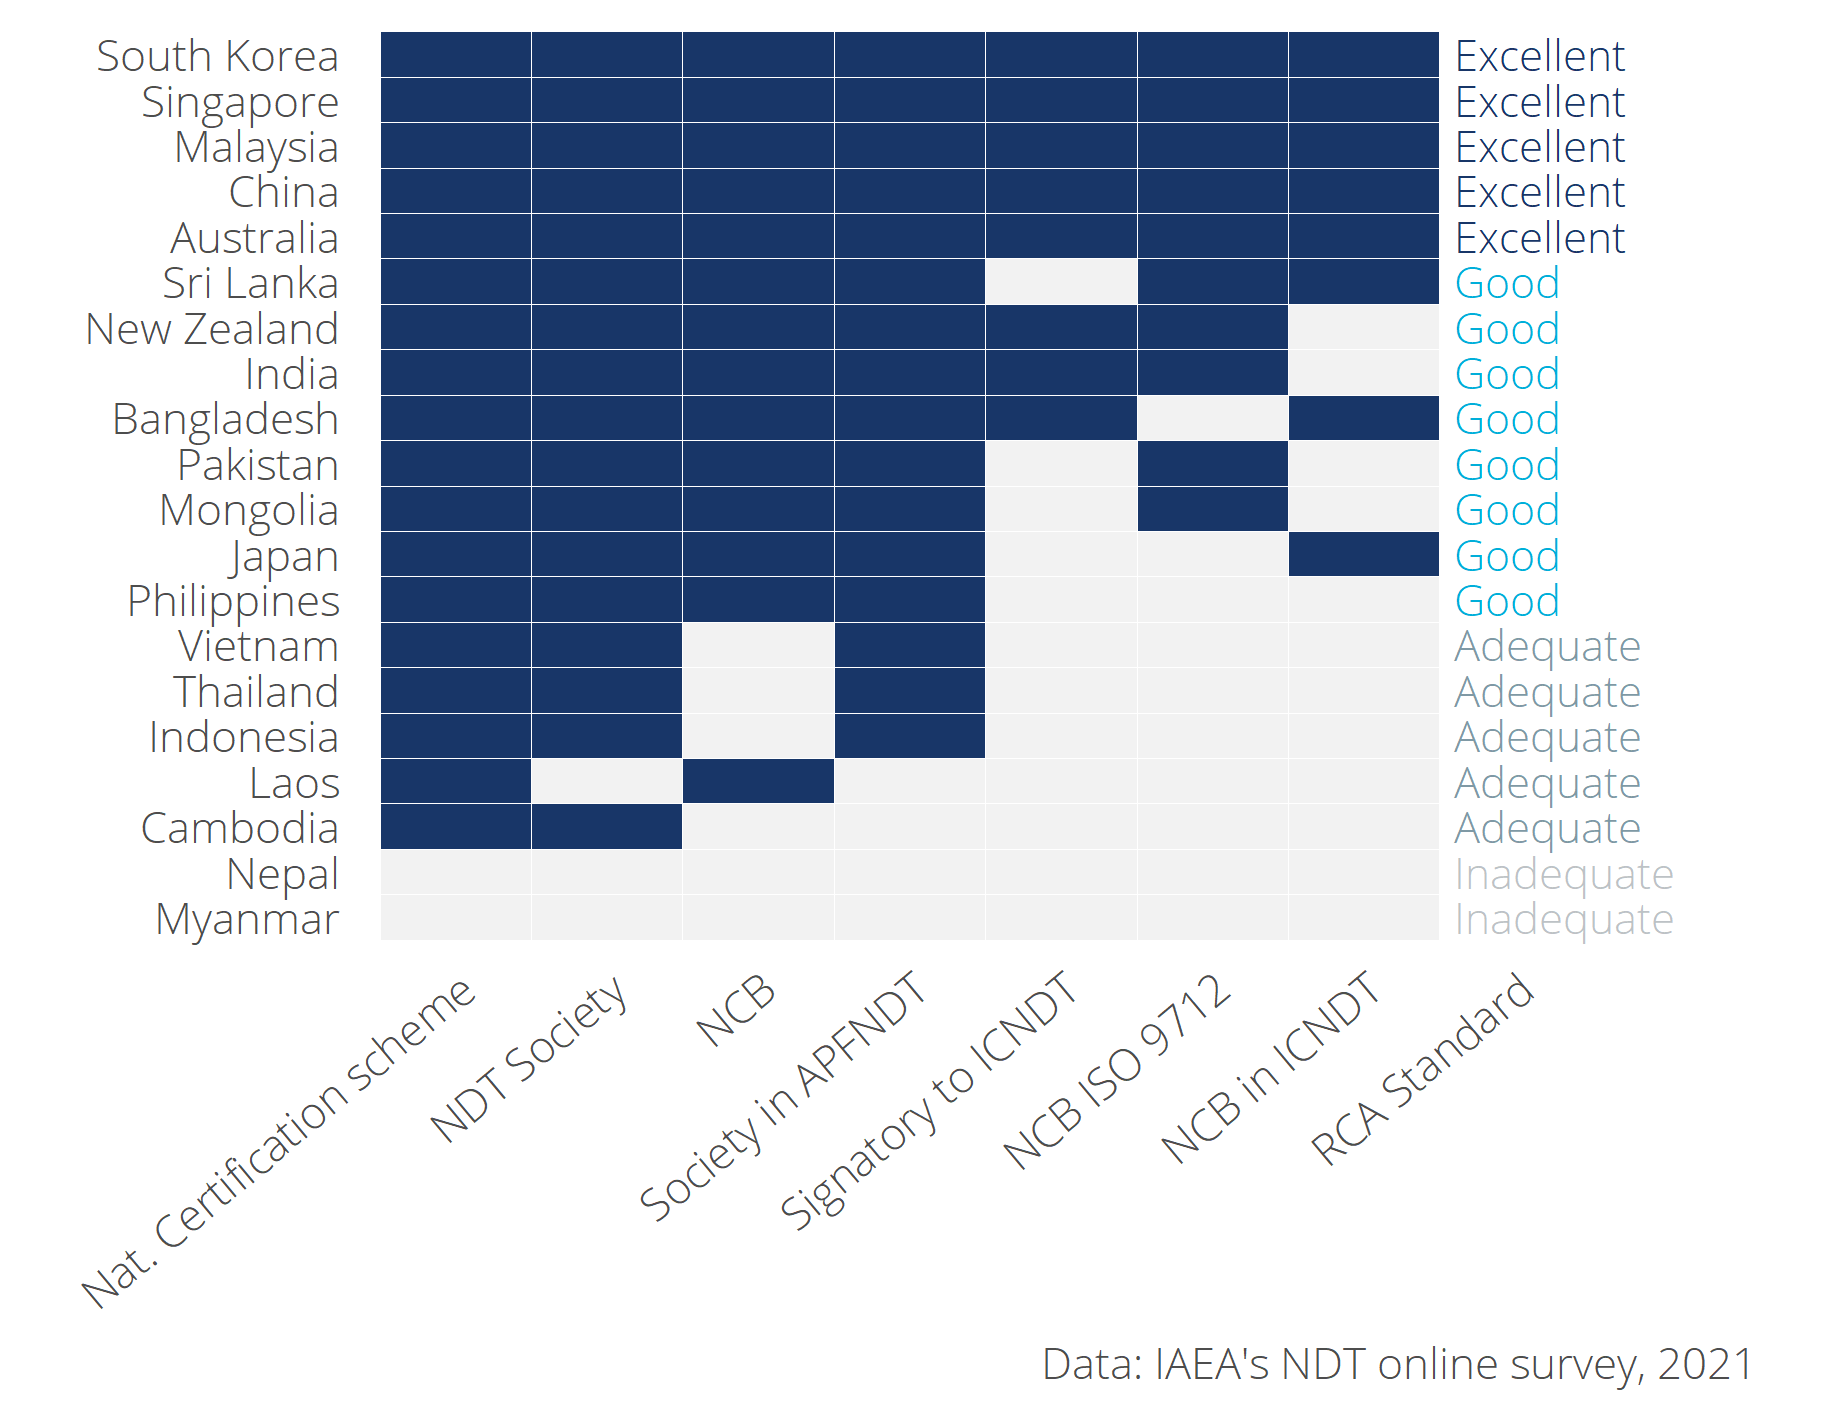 South Korea Excellent
Singapore Excellent
Malaysia Excellent
China Excellent
Australia Excellent
Sri Lanka Good
New Zealand Good
India Good
Bangladesh Good
Pakistan Good
Mongolia Good
Japan Good
Philippines Good
Vietnam Adequate
Thailand Adequate
Indonesia Adequate
Laos Adequate
Cambodia Adequate
Nepal Inadequate
Myanmar Inadequate
Nat. Certification scheme
NDT Society
NCB
Society in APFNDT
Signatory to ICNDT
NCB ISO 9712
NCB in ICNDT
RCA Standard
Data: IAEA's NDT online survey, 2021